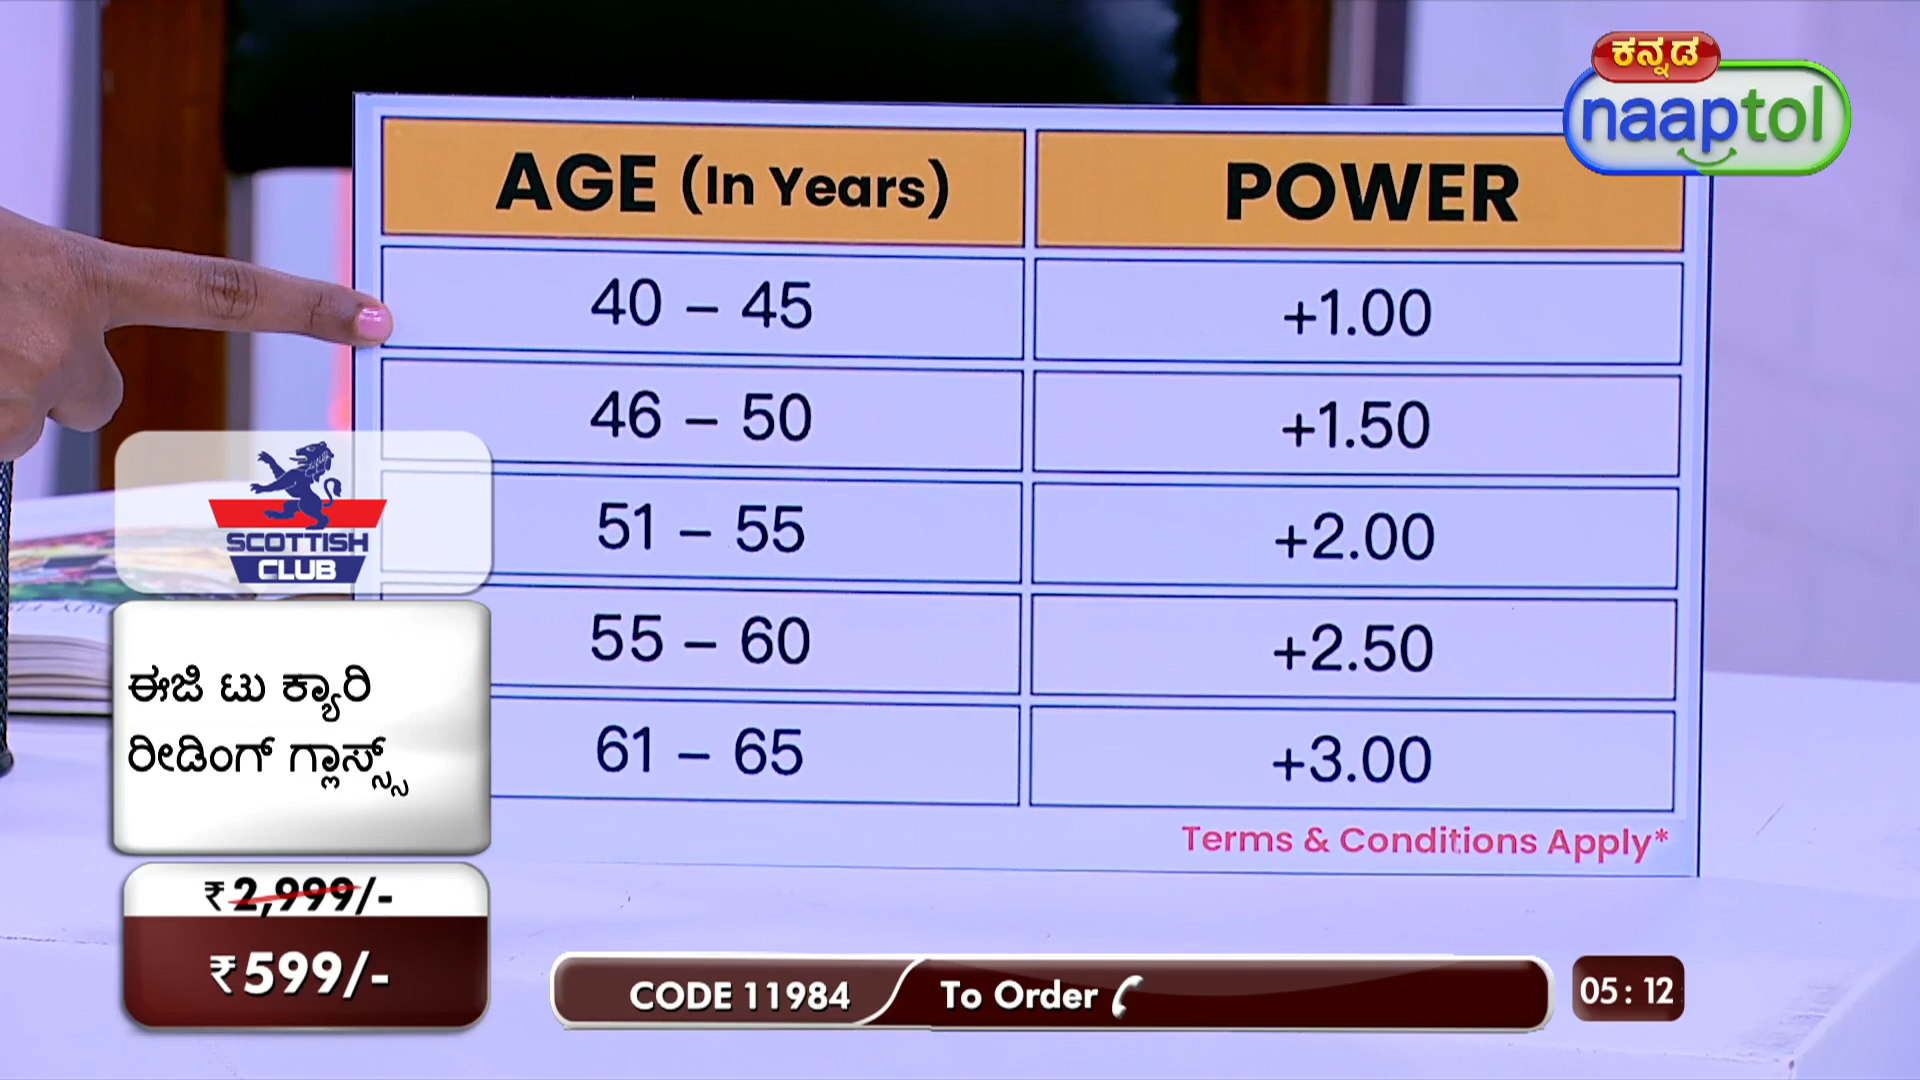 ಕನ್ನಡ
naaptol
AGE (In Years) POWER
40 – 45 +1.00
46 – 50 +1.50
51 – 55 +2.00
55 – 60 +2.50
61 – 65 +3.00
Terms & Conditions Apply*
SCOTTISH
CLUB
ಈಜಿ ಟು ಕ್ಯಾರಿ
ರೀಡಿಂಗ್ ಗ್ಲಾಸ್ಸ್
₹2,999/-
₹599/-
CODE 11984 To Order
05:12